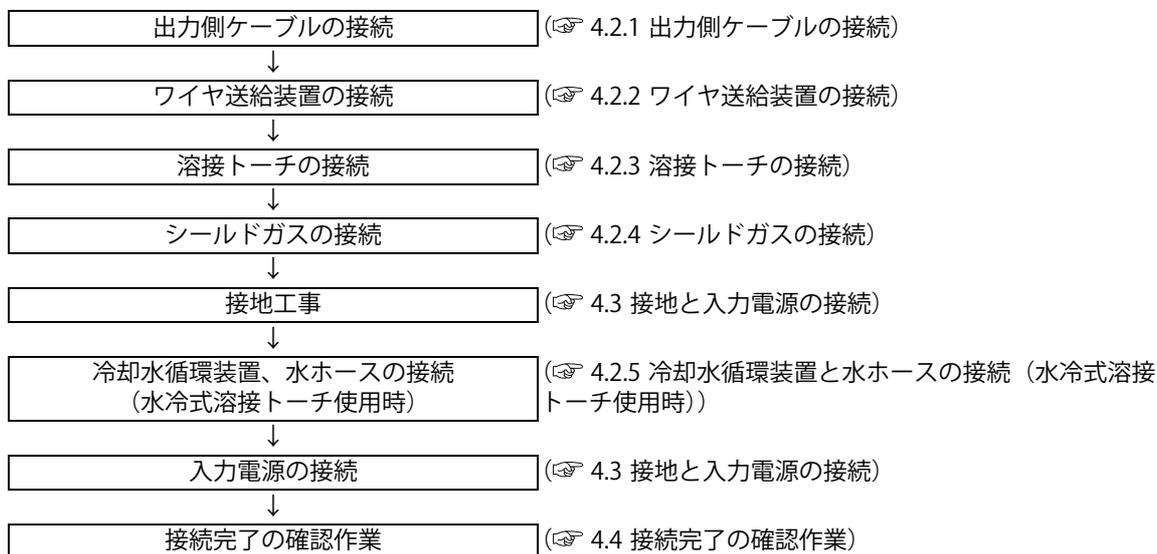 出力側ケーブルの接続 (☞ 4.2.1 出力側ケーブルの接続)
↓
ワイヤ送給装置の接続 (☞ 4.2.2 ワイヤ送給装置の接続)
↓
溶接トーチの接続 (☞ 4.2.3 溶接トーチの接続)
↓
シールドガスの接続 (☞ 4.2.4 シールドガスの接続)
↓
接地工事 (☞ 4.3 接地と入力電源の接続)
↓
冷却水循環装置、水ホースの接続
(水冷式溶接トーチ使用時)
(☞ 4.2.5 冷却水循環装置と水ホースの接続（水冷式溶接
トーチ使用時）)
↓
入力電源の接続 (☞ 4.3 接地と入力電源の接続)
↓
接続完了の確認作業 (☞ 4.4 接続完了の確認作業)